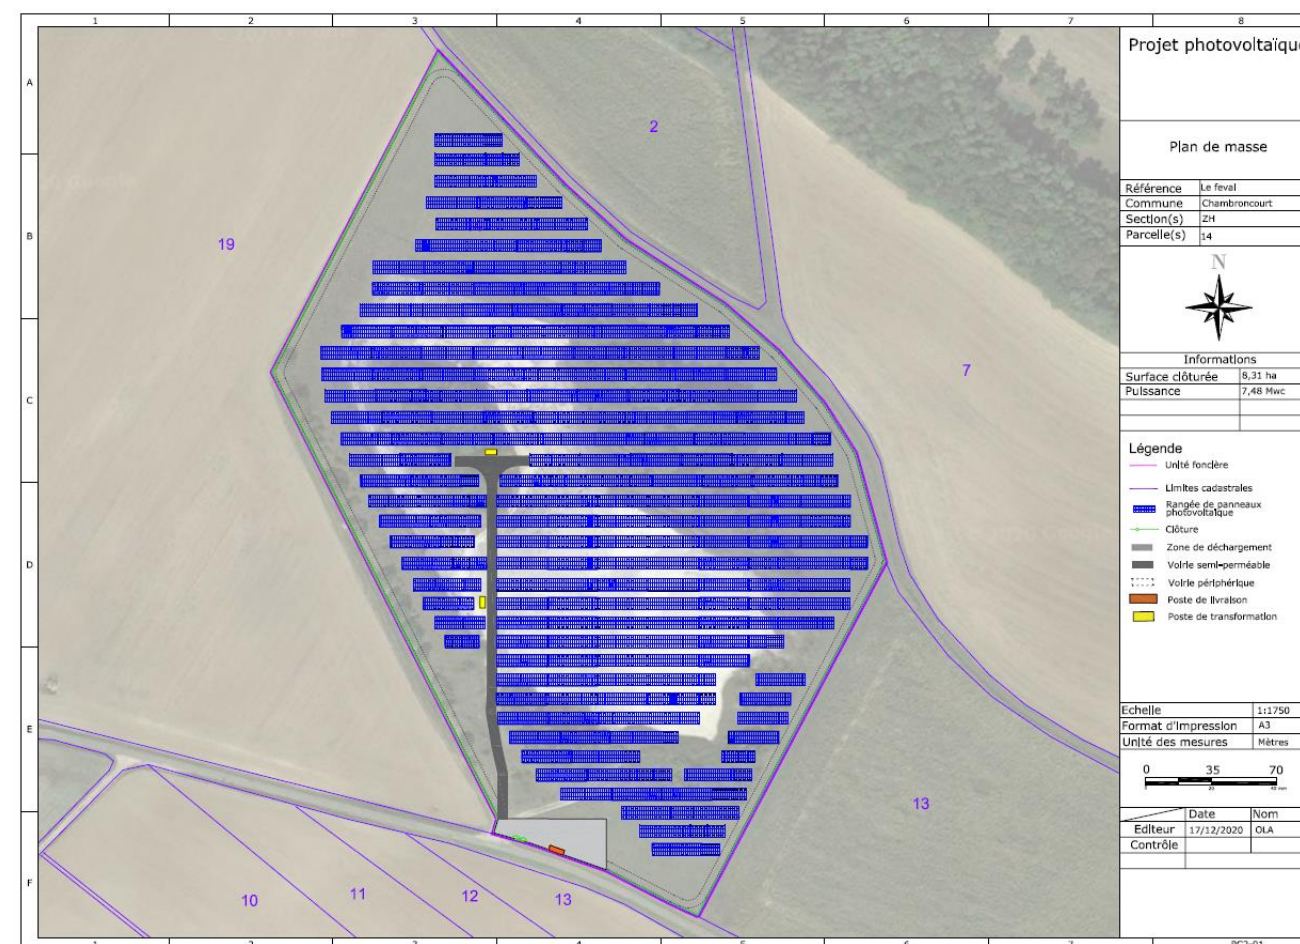 1 2 3 4 5 6 7 8
A
B
C
D
E
F
2
19
7
13
10
11
12
13
Projet photovoltaïque
Plan de masse
Référence Le feval
Commune Chambroncourt
Section(s) ZH
Parcelle(s) 14
N
Informations
Surface clôturée 8,31 ha
Puissance 7,48 Mwc
Légende
Unité foncière
Limites cadastrales
Rangée de panneaux
photovoltaïque
Clôture
Zone de déchargement
Voirie semi-perméable
Voirie périphérique
Poste de livraison
Poste de transformation
Echelle 1:1750
Format d'impression A3
Unité des mesures Mètres
0 35 70
Date Nom
Editeur 17/12/2020 OLA
Contrôle